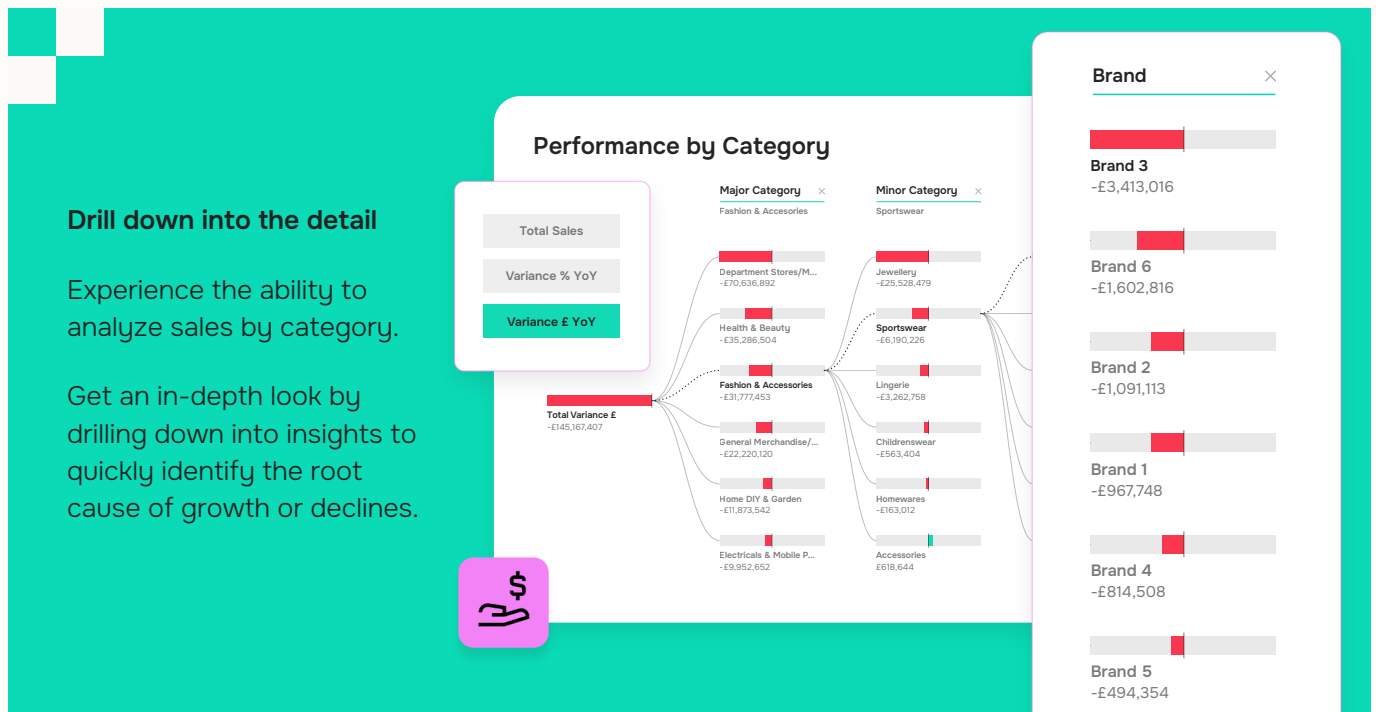 Drill down into the detail
Experience the ability to
analyze sales by category.
Get an in-depth look by
drilling down into insights to
quickly identify the root
cause of growth or declines.
Performance by Category
Total Sales
Variance % YoY
Variance £ YoY
Total Variance £
-£145,167,407
Major Category
Fashion & Accesories
Department Stores/M...
-£70,636,892
Health & Beauty
-£35,286,504
Fashion & Accessories
-£31,777,453
General Merchandise/...
-£22,220,120
Home DIY & Garden
-£11,873,542
Electricals & Mobile P...
-£9,952,652
Minor Category
Sportswear
Jewellery
-£25,528,479
Sportswear
-£6,190,226
Lingerie
-£3,262,758
Childrenswear
-£563,404
Homewares
-£163,012
Accessories
£618,644
Brand
Brand 3
-£3,413,016
Brand 6
-£1,602,816
Brand 2
-£1,091,113
Brand 1
-£967,748
Brand 4
-£814,508
Brand 5
-£494,354
$